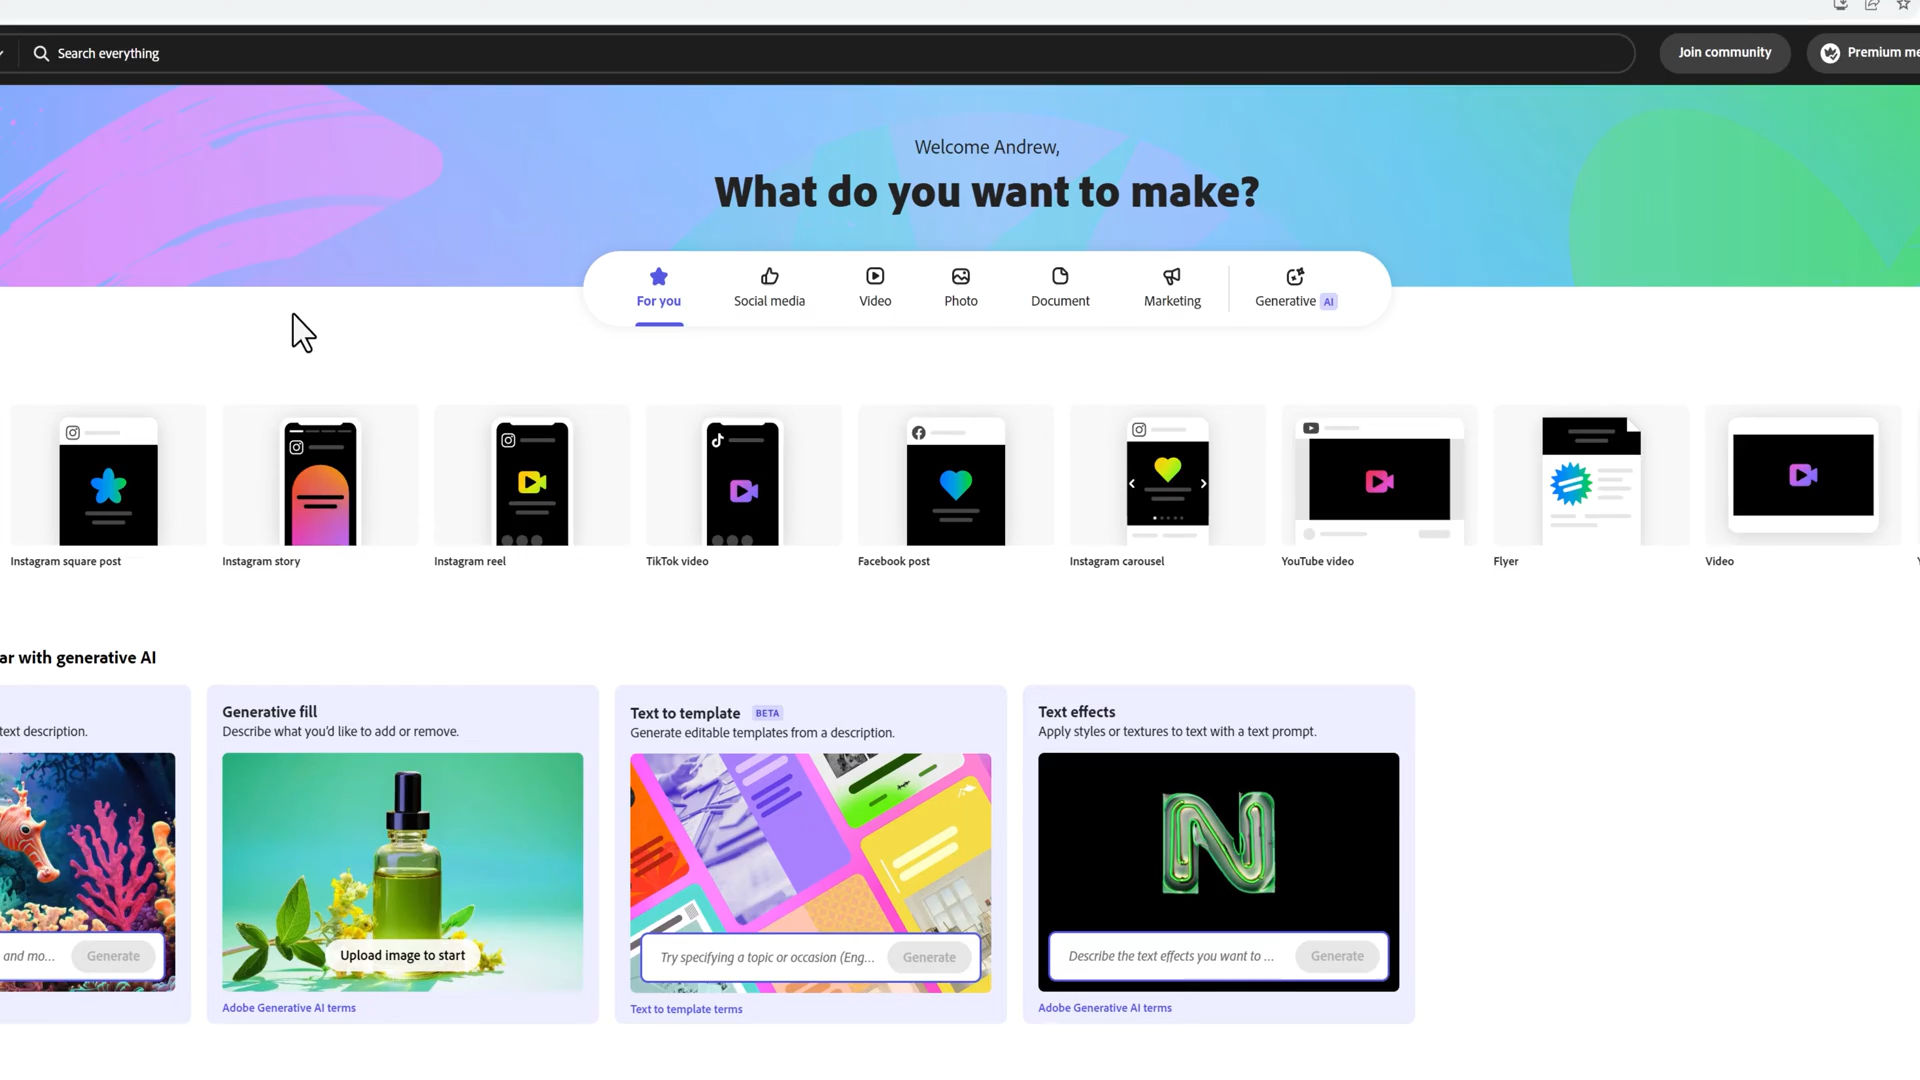 Search everything
Join community
Premium me
Welcome Andrew,
What do you want to make?
For you
Social media
Video
Photo
Document
Marketing
Generative AI
Instagram square post
Instagram story
Instagram reel
TikTok video
Facebook post
Instagram carousel
YouTube video
Flyer
Video
ar with generative AI
text description.
and mo...
Generate
Generative fill
Describe what you'd like to add or remove.
Upload image to start
Adobe Generative AI terms
Text to template BETA
Generate editable templates from a description.
Try specifying a topic or occasion (Eng...
Generate
Text to template terms
Text effects
Apply styles or textures to text with a text prompt.
N
Describe the text effects you want to ...
Generate
Adobe Generative AI terms